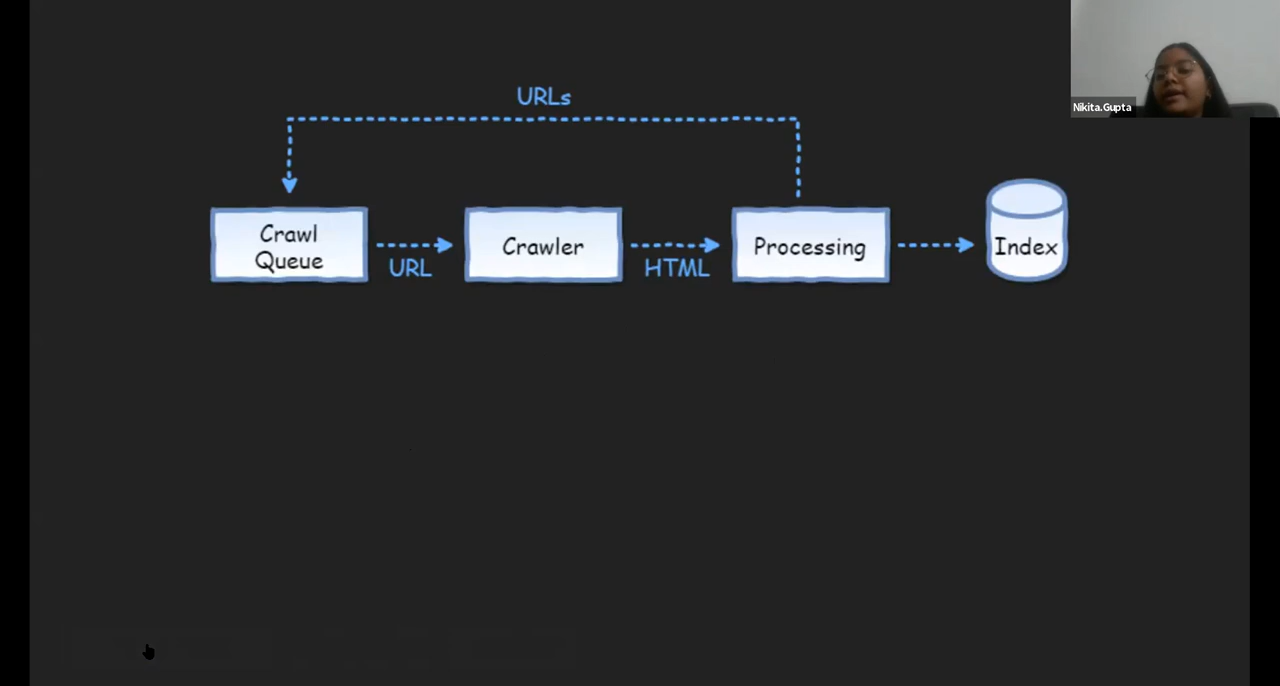 Nikita.Gupta
URLs
Crawl
Queue
URL
Crawler
HTML
Processing
Index